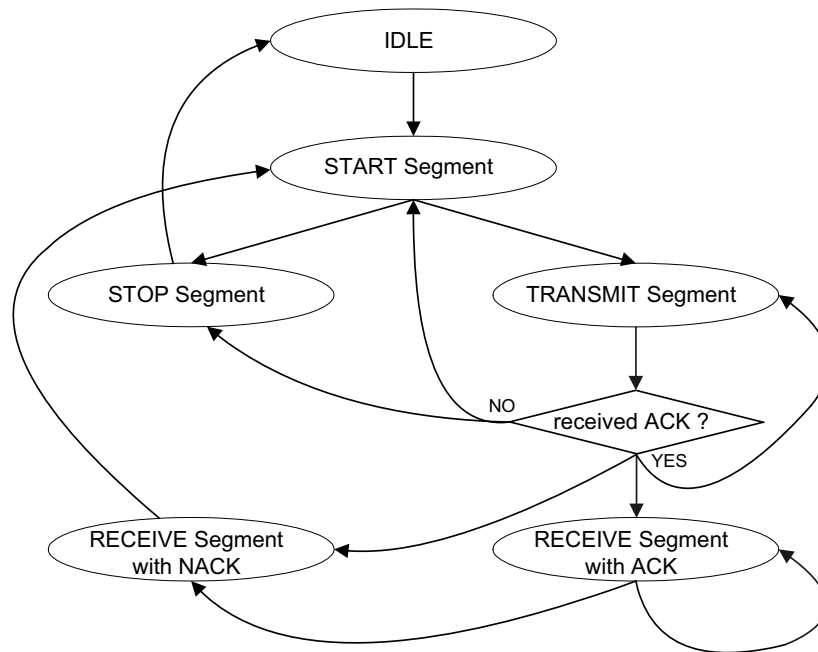 IDLE
START Segment
STOP Segment
TRANSMIT Segment
NO
received ACK ?
YES
RECEIVE Segment
with NACK
RECEIVE Segment
with ACK